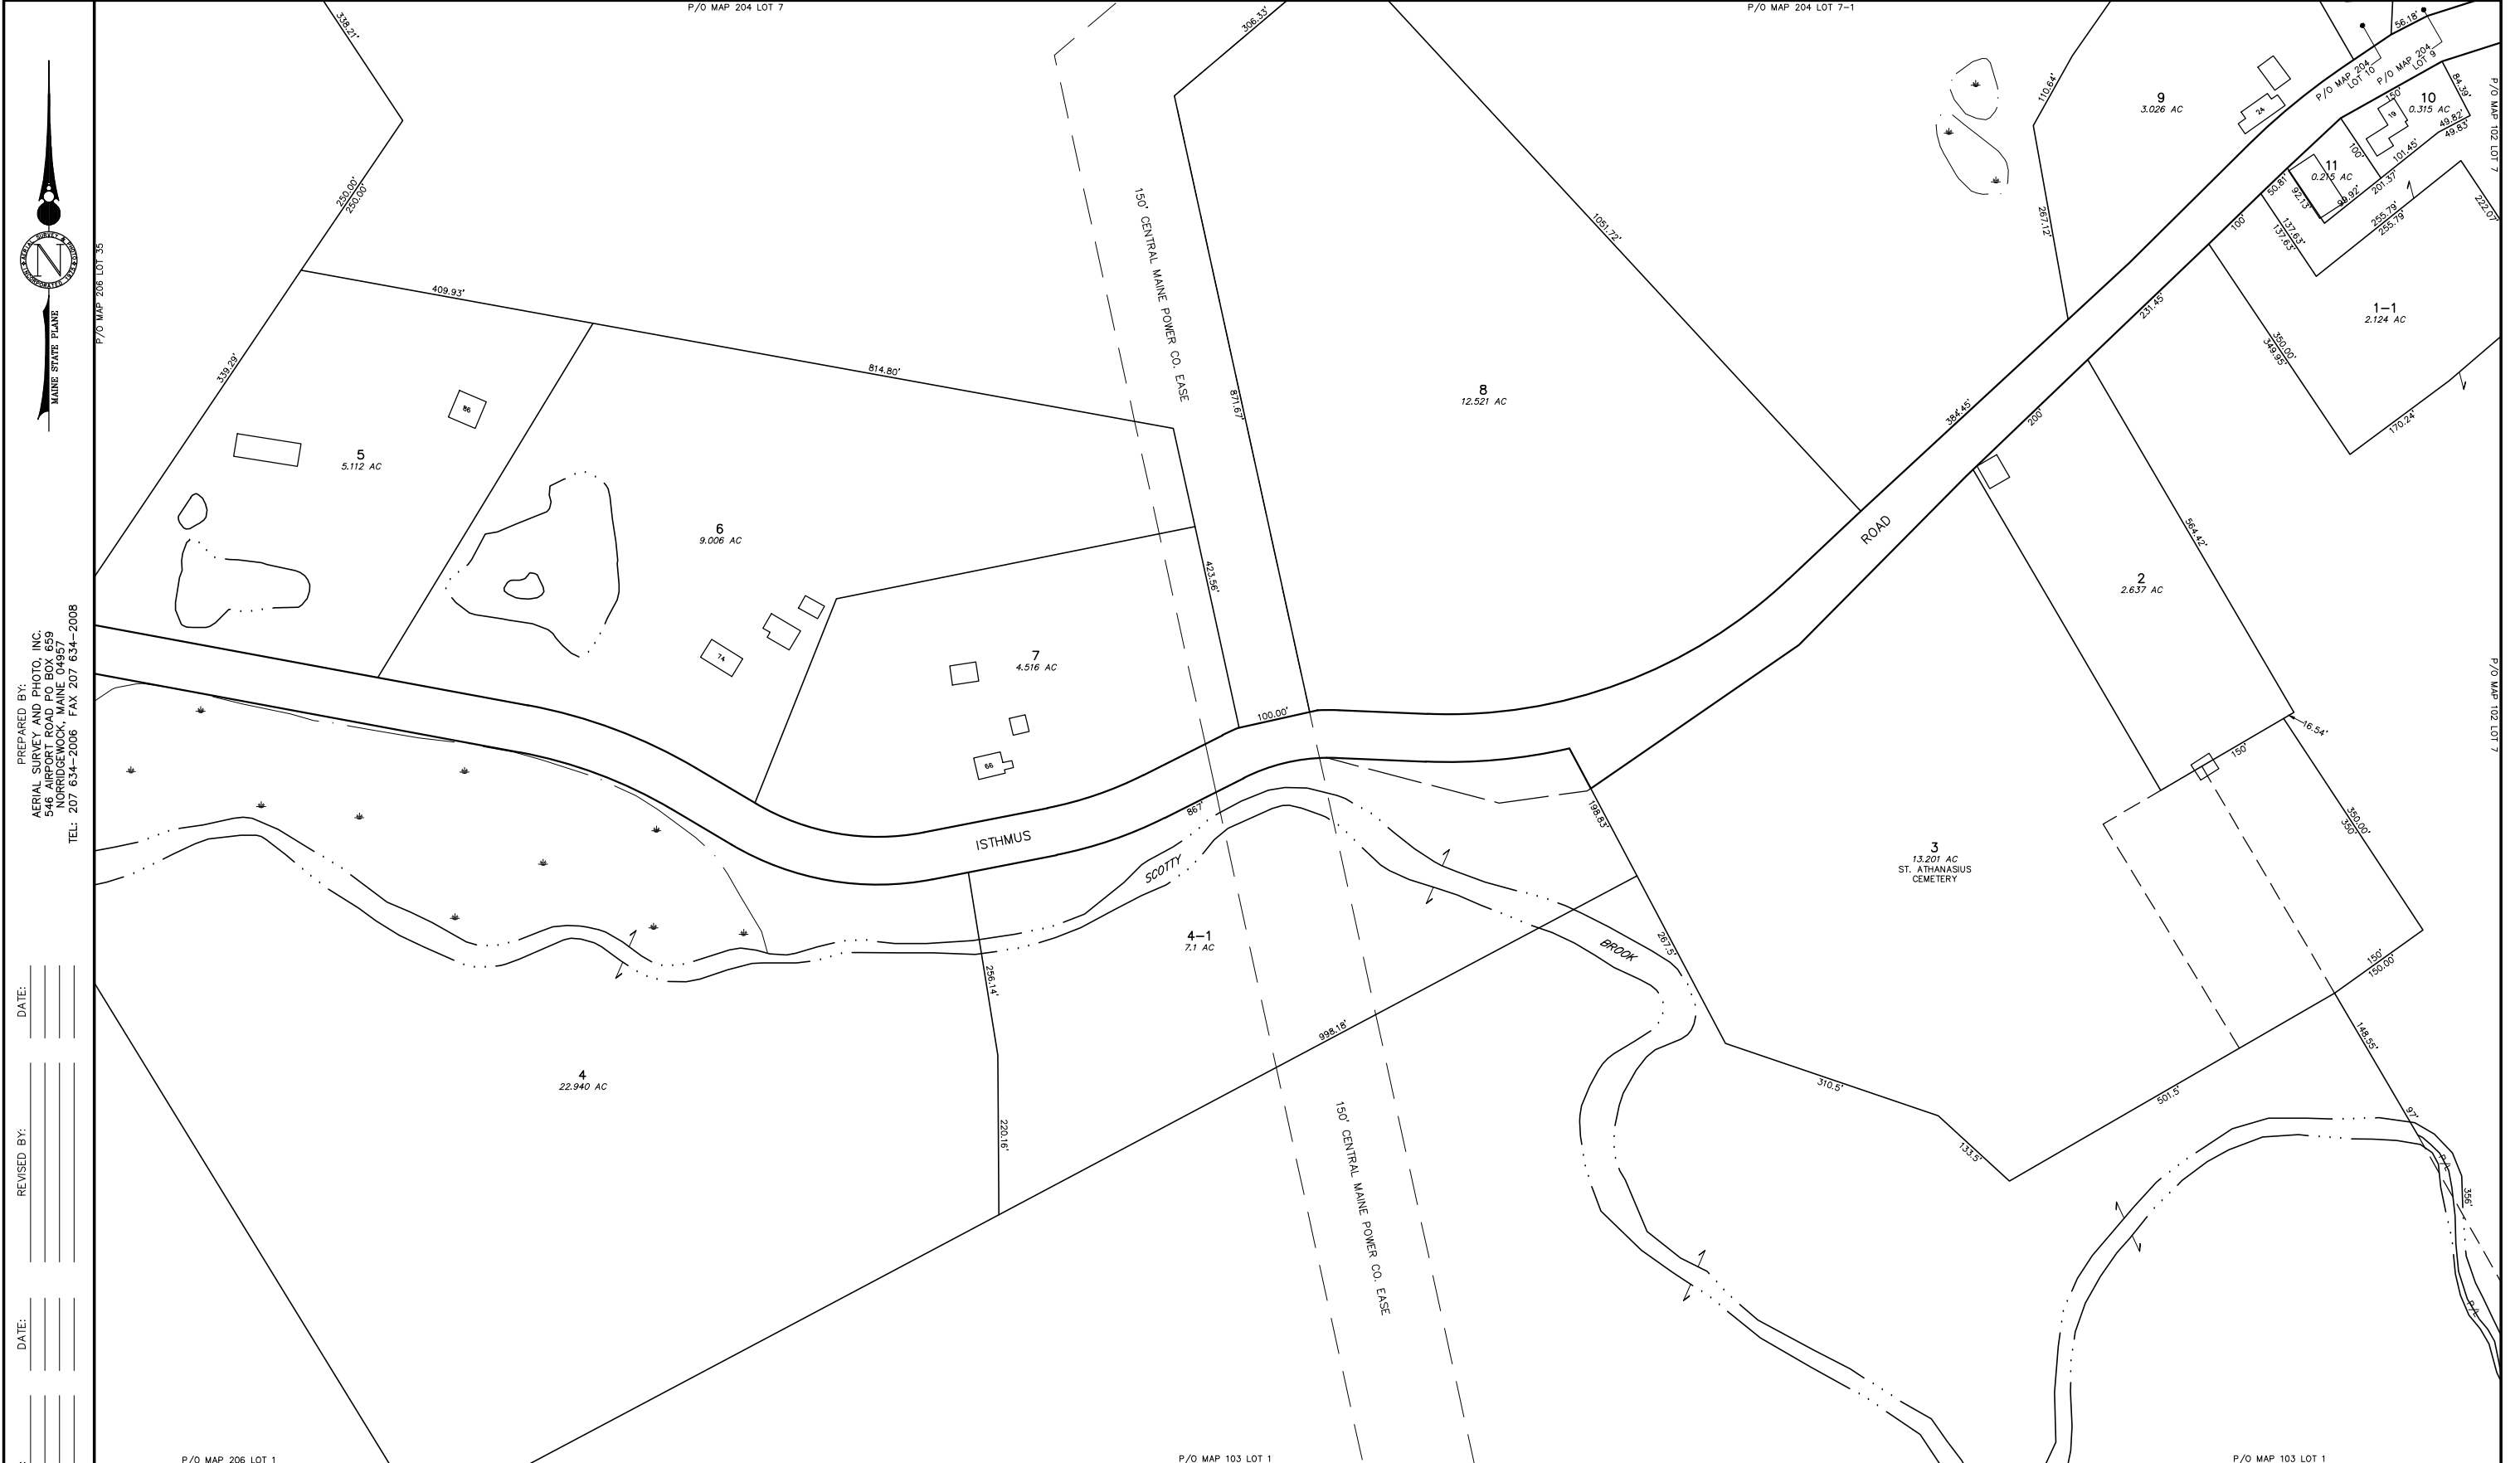 P/O MAP 204 LOT 7
P/O MAP 204 LOT 7-1
338.21'
306.33'
56.18'
P/O MAP 204
LOT 10
P/O MAP 204
LOT 9
P/O MAP 102 LOT 7
110.64'
9
3.026 AC
24
150'
10
0.315 AC
19
84.39'
49.82'
49.83'
100'
101.45'
11
0.215 AC
201.37'
50.81'
92.13'
99.92'
250.00'
250.00'
150' CENTRAL MAINE POWER CO. EASE
1051.72'
267.12'
100'
137.63'
137.63'
255.79'
255.79'
222.07'
P/O MAP 206 LOT 35
AERIAL SURVEY & PHOTO
INCORPORATED 1975
N
MAINE STATE PLANE
409.93'
814.80'
339.29'
871.67'
8
12.521 AC
231.45'
1-1
2.124 AC
350.00'
349.95'
170.24'
384.45'
200'
86
5
5.112 AC
6
9.006 AC
ROAD
564.42'
2
2.637 AC
423.56'
74
7
4.516 AC
66
100.00'
16.54'
150'
P/O MAP 102 LOT 7
PREPARED BY:
AERIAL SURVEY AND PHOTO, INC.
546 AIRPORT ROAD PO BOX 659
NORRIDGEWOCK, MAINE 04957
TEL: 207 634-2006 FAX 207 634-2008
867'
198.83'
350.00'
350'
ISTHMUS
SCOTTY
3
13.201 AC
ST. ATHANASIUS
CEMETERY
4-1
7.1 AC
BROOK
267.5'
256.14'
150'
150.00'
998.18'
148.55'
DATE:
4
22.940 AC
310.5'
501.5'
97'
220.16'
133.5'
150' CENTRAL MAINE POWER CO. EASE
REVISED BY:
P/L
356'
P/L
DATE:
P/O MAP 206 LOT 1
P/O MAP 103 LOT 1
P/O MAP 103 LOT 1